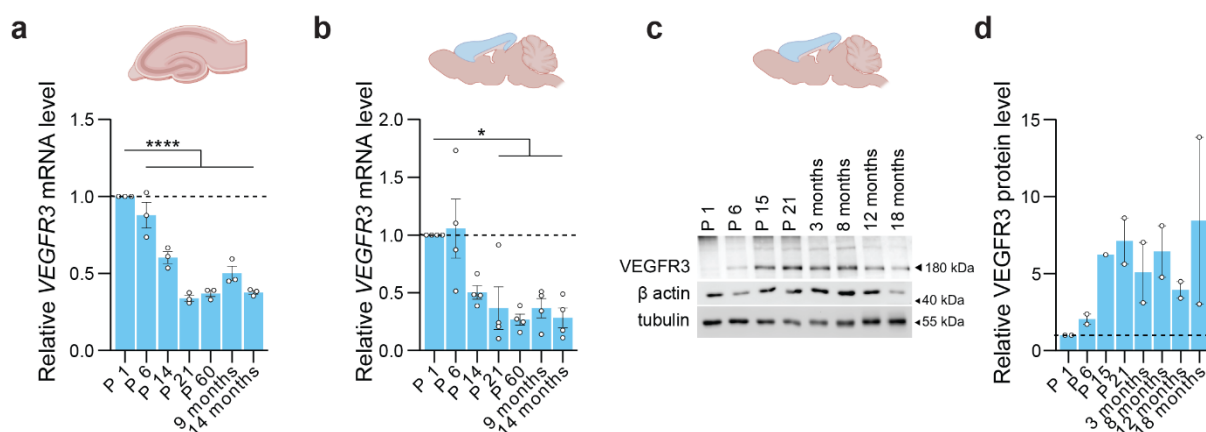 a
Relative VEGFR3 mRNA level
1.5
1.0
0.5
0.0
****
P 1
P 6
P 14
P 21
P 60
9 months
14 months
b
Relative VEGFR3 mRNA level
2.0
1.5
1.0
0.5
0.0
*
P 1
P 6
P 14
P 21
P 60
9 months
14 months
c
P 1
P 6
P 15
P 21
3 months
8 months
12 months
18 months
VEGFR3
180 kDa
β actin
40 kDa
tubulin
55 kDa
d
Relative VEGFR3 protein level
15
10
5
0
P 1
P 6
P 15
P 21
3 months
8 months
12 months
18 months